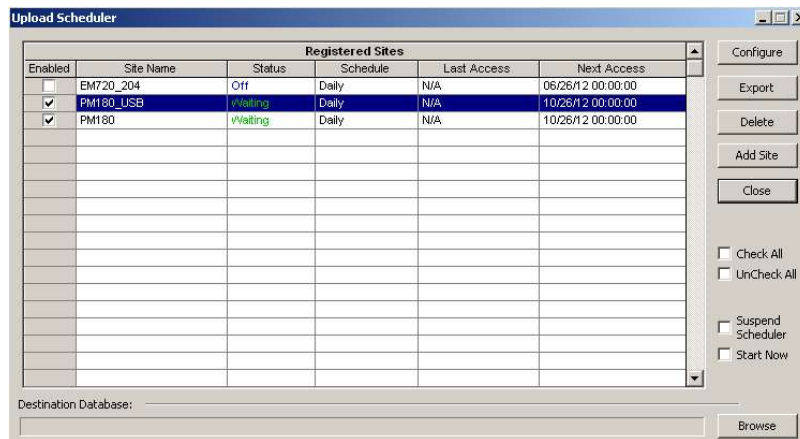 Upload Scheduler
Registered Sites
Enabled Site Name Status Schedule Last Access Next Access
EM720_204 Off Daily N/A 06/26/12 00:00:00
PM180_USB Waiting Daily N/A 10/26/12 00:00:00
PM180 Waiting Daily N/A 10/26/12 00:00:00
Configure
Export
Delete
Add Site
Close
Check All
UnCheck All
Suspend
Scheduler
Start Now
Destination Database:
Browse